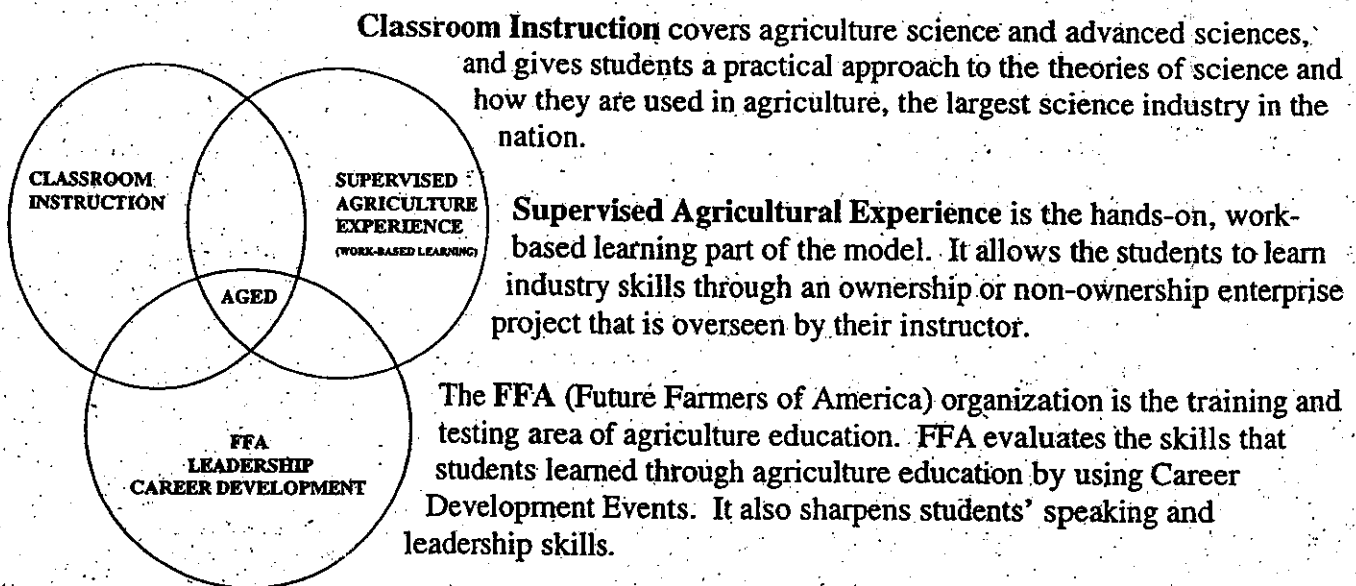 Classroom Instruction covers agriculture science and advanced sciences,
and gives students a practical approach to the theories of science and
how they are used in agriculture, the largest science industry in the
nation.
CLASSROOM
INSTRUCTION
SUPERVISED
AGRICULTURE
EXPERIENCE
(WORK-BASED LEARNING)
AGED
FFA
LEADERSHIP
CAREER DEVELOPMENT
Supervised Agricultural Experience is the hands-on, work-
based learning part of the model. It allows the students to learn
industry skills through an ownership or non-ownership enterprise
project that is overseen by their instructor.
The FFA (Future Farmers of America) organization is the training and
testing area of agriculture education. FFA evaluates the skills that
students learned through agriculture education by using Career
Development Events. It also sharpens students' speaking and
leadership skills.